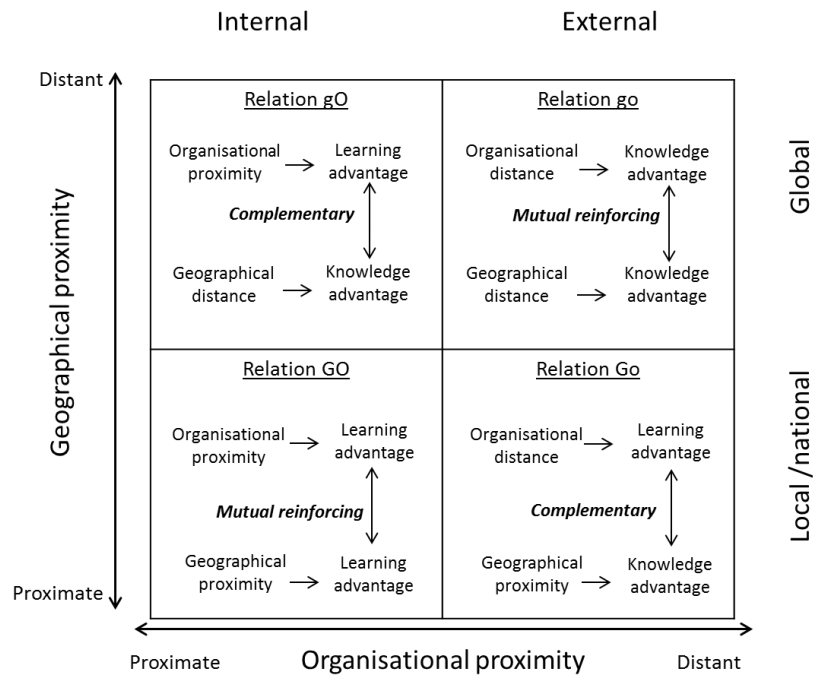 Internal
External
Distant
Relation gO
Relation go
Organisational
proximity
Learning
advantage
Organisational
distance
Knowledge
advantage
Complementary
Mutual reinforcing
Geographical
distance
Knowledge
advantage
Geographical
distance
Knowledge
advantage
Global
Geographical proximity
Relation GO
Relation Go
Organisational
proximity
Learning
advantage
Organisational
distance
Learning
advantage
Mutual reinforcing
Complementary
Geographical
proximity
Learning
advantage
Geographical
proximity
Knowledge
advantage
Local /national
Proximate
Proximate
Organisational proximity
Distant